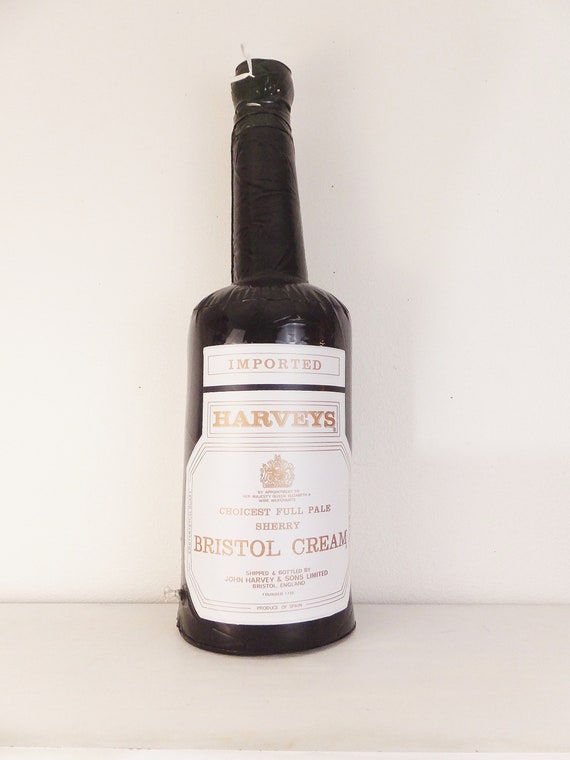 IMPORTED
HARVEYS
BY APPOINTMENT TO
HER MAJESTY QUEEN ELIZABETH II
WINE MERCHANTS
CHOICEST FULL PALE
SHERRY
BRISTOL CREAM
SHIPPED & BOTTLED BY
JOHN HARVEY & SONS LIMITED
BRISTOL, ENGLAND
PRODUCE OF SPAIN